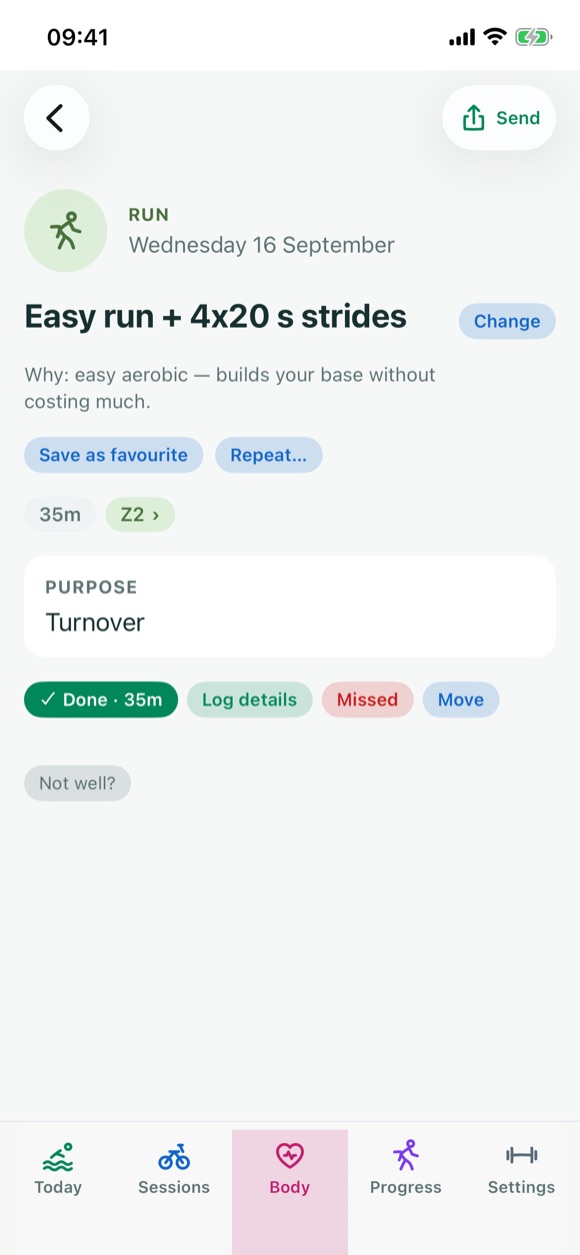 09:41
Send
RUN
Wednesday 16 September
Easy run + 4x20 s strides
Change
Why: easy aerobic — builds your base without
costing much.
Save as favourite
Repeat...
35m
Z2 ›
PURPOSE
Turnover
✓ Done · 35m
Log details
Missed
Move
Not well?
Today
Sessions
Body
Progress
Settings